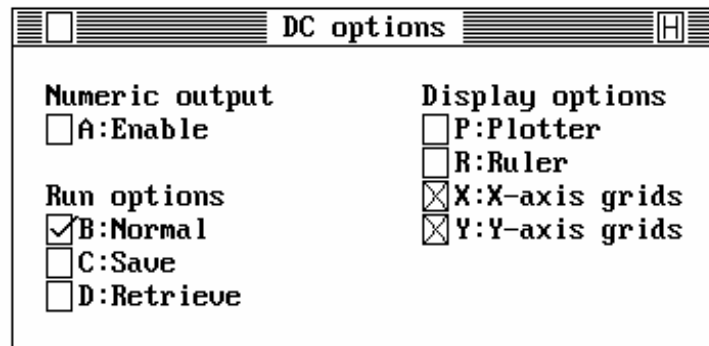 DC options
H
Numeric output
A:Enable
Run options
B:Normal
C:Save
D:Retrieve
Display options
P:Plotter
R:Ruler
X:X-axis grids
Y:Y-axis grids